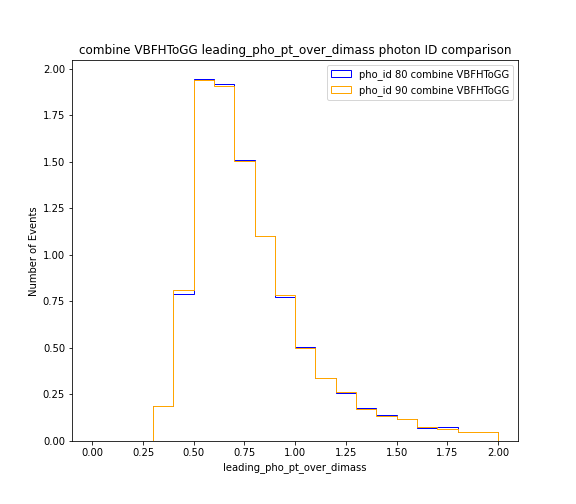 combine VBFHToGG leading_pho_pt_over_dimass photon ID comparison
pho_id 80 combine VBFHToGG
pho_id 90 combine VBFHToGG
2.00
1.75
1.50
1.25
1.00
0.75
0.50
0.25
0.00
Number of Events
0.00 0.25 0.50 0.75 1.00 1.25 1.50 1.75 2.00
leading_pho_pt_over_dimass